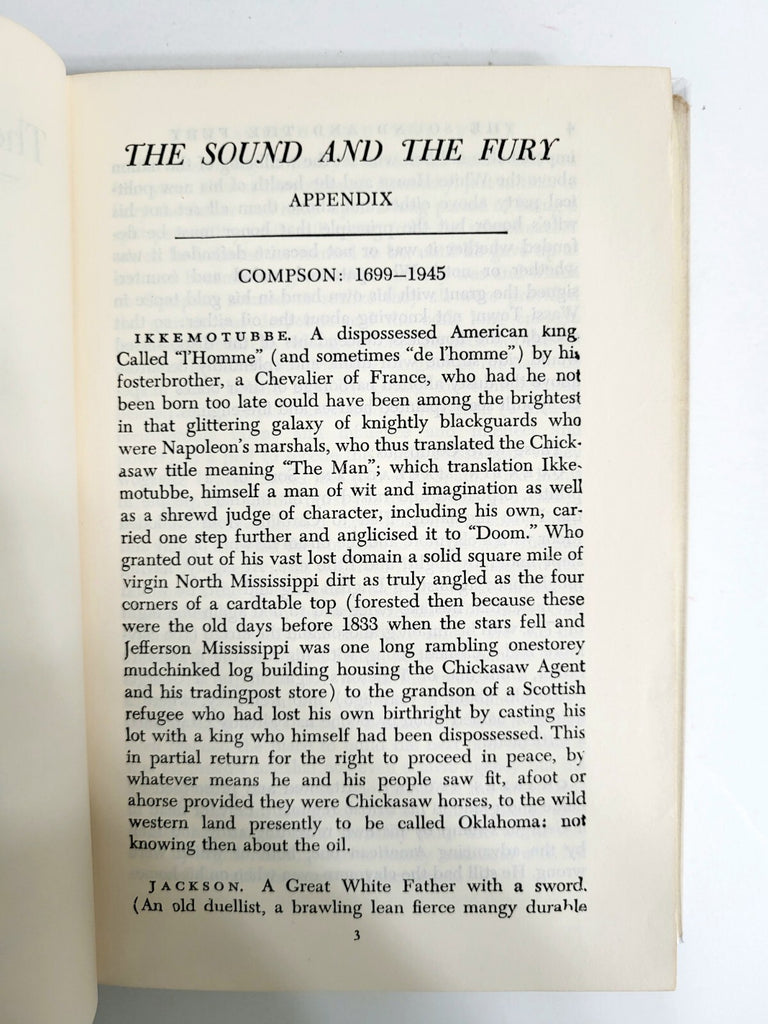 THE SOUND AND THE FURY
APPENDIX
COMPSON: 1699–1945
IKKEMOTUBBE. A dispossessed American king.
Called "l'Homme" (and sometimes "de l'homme") by his
fosterbrother, a Chevalier of France, who had he not
been born too late could have been among the brightest
in that glittering galaxy of knightly blackguards who
were Napoleon's marshals, who thus translated the Chick-
asaw title meaning "The Man"; which translation Ikke-
motubbe, himself a man of wit and imagination as well
as a shrewd judge of character, including his own, car-
ried one step further and anglicised it to "Doom." Who
granted out of his vast lost domain a solid square mile of
virgin North Mississippi dirt as truly angled as the four
corners of a cardtable top (forested then because these
were the old days before 1833 when the stars fell and
Jefferson Mississippi was one long rambling onestorey
mudchinked log building housing the Chickasaw Agent
and his tradingpost store) to the grandson of a Scottish
refugee who had lost his own birthright by casting his
lot with a king who himself had been dispossessed. This
in partial return for the right to proceed in peace, by
whatever means he and his people saw fit, afoot or
ahorse provided they were Chickasaw horses, to the wild
western land presently to be called Oklahoma: not
knowing then about the oil.
JACKSON. A Great White Father with a sword.
(An old duellist, a brawling lean fierce mangy durable
3